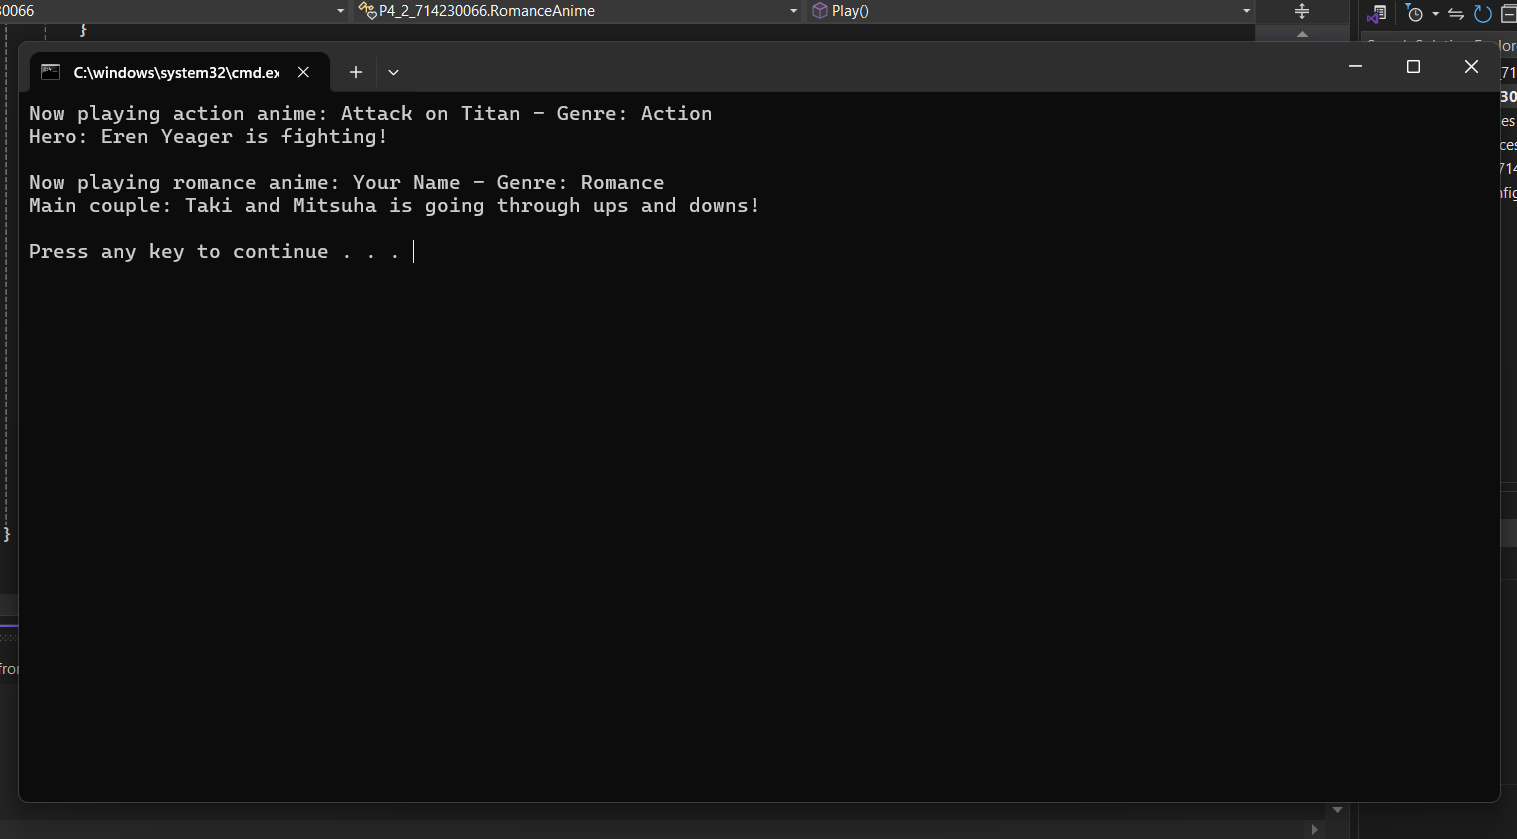 P4_2_714230066.RomanceAnime
Play()
}
C:\windows\system32\cmd.ex
Now playing action anime: Attack on Titan - Genre: Action
Hero: Eren Yeager is fighting!
Now playing romance anime: Your Name - Genre: Romance
Main couple: Taki and Mitsuha is going through ups and downs!
Press any key to continue . . .
}